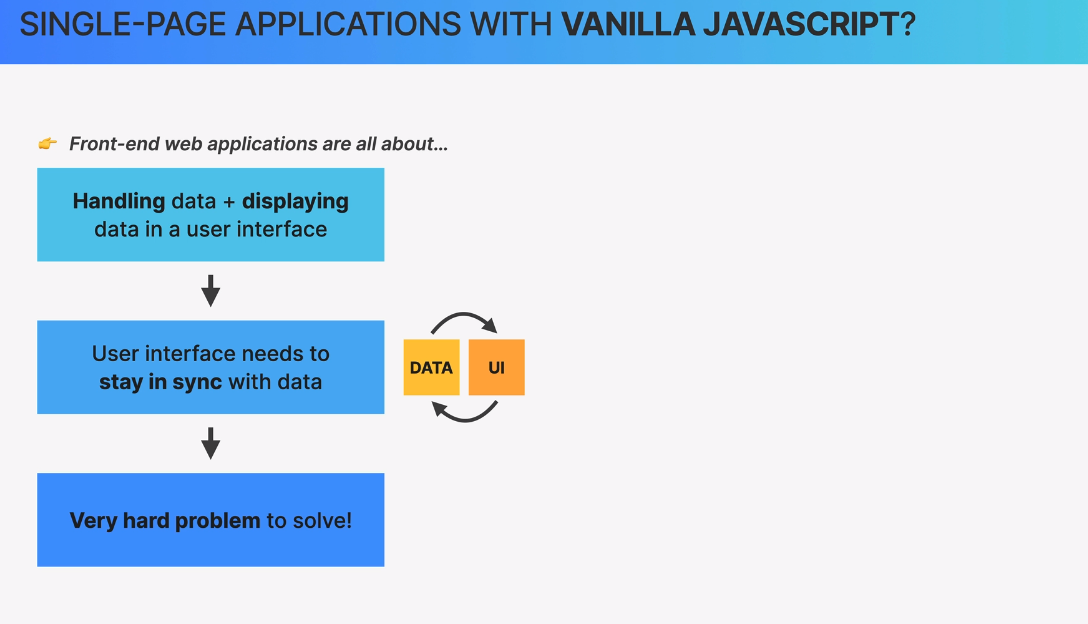 SINGLE-PAGE APPLICATIONS WITH VANILLA JAVASCRIPT?
👉 Front-end web applications are all about...
Handling data + displaying
data in a user interface
User interface needs to
stay in sync with data
DATA
UI
Very hard problem to solve!